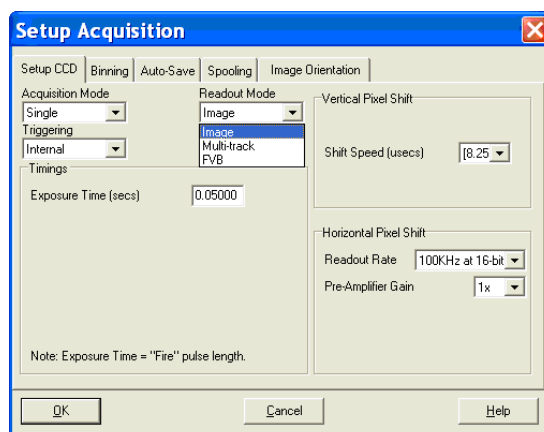 Setup Acquisition
Setup CCD Binning Auto-Save Spooling Image Orientation
Acquisition Mode
Single
Triggering
Internal
Readout Mode
Image
Image
Multi-track
FVB
Timings
Exposure Time (secs) 0.05000
Note: Exposure Time = "Fire" pulse length.
Vertical Pixel Shift
Shift Speed (usecs) [8.25
Horizontal Pixel Shift
Readout Rate 100KHz at 16-bit
Pre-Amplifier Gain 1x
OK Cancel Help